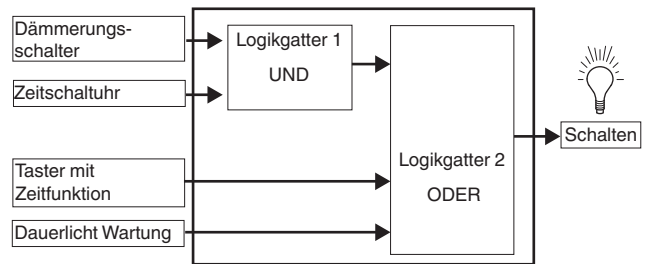 Dämmerungs-
schalter
Zeitschaltuhr
Taster mit
Zeitfunktion
Dauerlicht Wartung
Logikgatter 1
UND
Logikgatter 2
ODER
Schalten